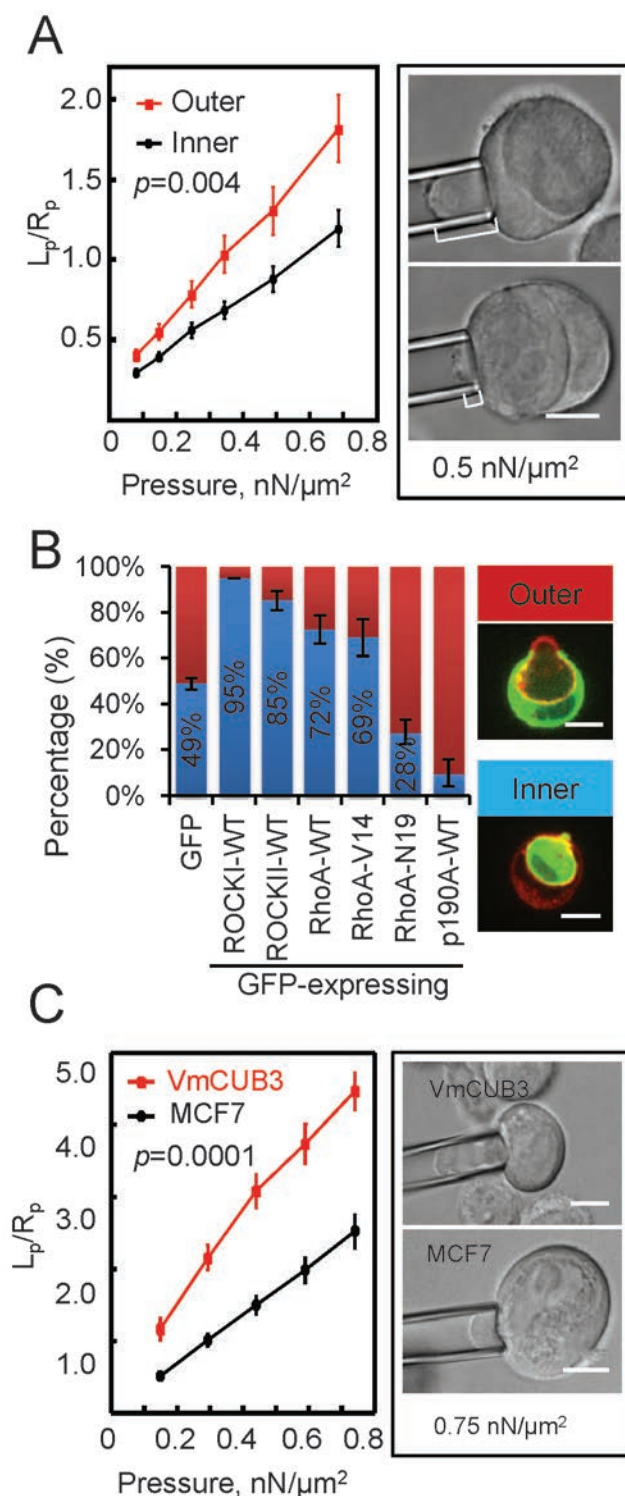 A
2.0
1.5
1.0
0.5
Lp/Rp
Outer
Inner
p=0.004
0 0.2 0.4 0.6 0.8
Pressure, nN/µm²
0.5 nN/µm²
B
100%
80%
60%
40%
20%
0%
Percentage (%)
49%
95%
85%
72%
69%
28%
GFP
ROCKI-WT
ROCKII-WT
RhoA-WT
RhoA-V14
RhoA-N19
p190A-WT
GFP-expressing
Outer
Inner
C
5.0
4.0
3.0
2.0
1.0
Lp/Rp
VmCUB3
MCF7
p=0.0001
0 0.2 0.4 0.6 0.8
Pressure, nN/µm²
VmCUB3
MCF7
0.75 nN/µm²